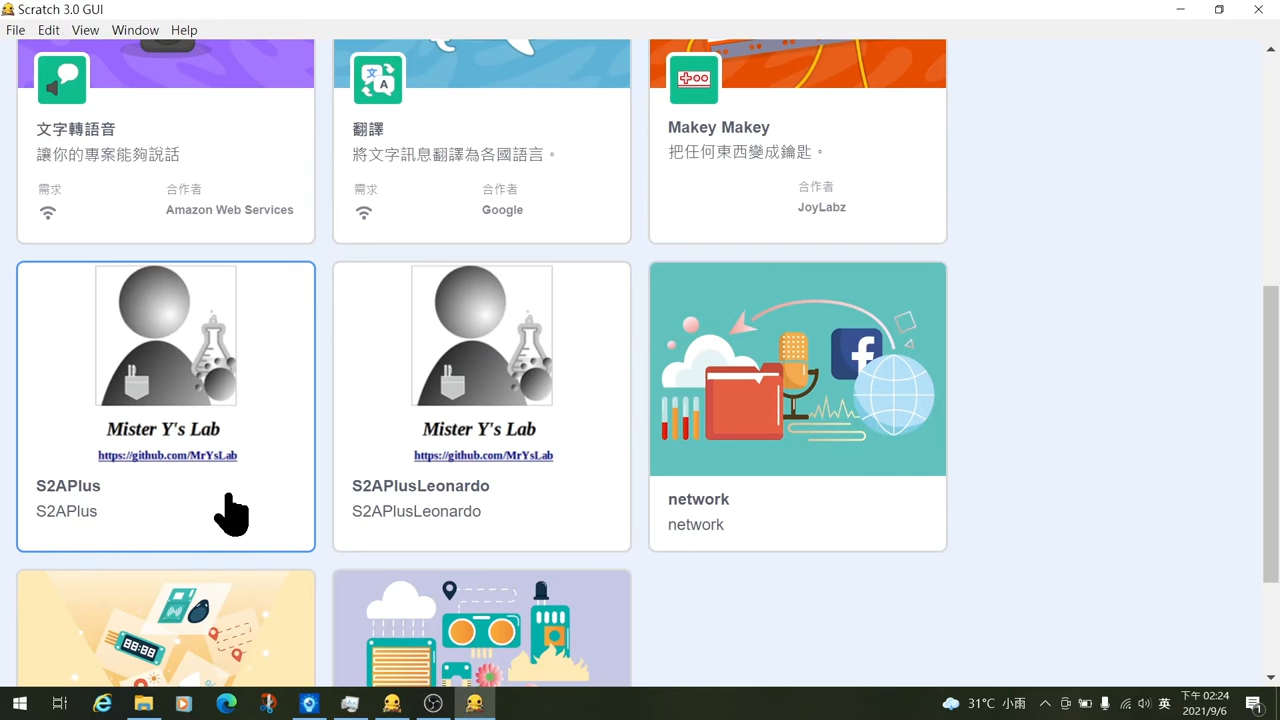 Scratch 3.0 GUI
File Edit View Window Help
文
A
文字轉語音
讓你的專案能夠說話
需求
合作者
Amazon Web Services
翻譯
將文字訊息翻譯為各國語言。
需求
合作者
Google
Makey Makey
把任何東西變成鑰匙。
合作者
JoyLabz
Mister Y's Lab
https://github.com/MrYsLab
S2APlus
S2APlus
Mister Y's Lab
https://github.com/MrYsLab
S2APlusLeonardo
S2APlusLeonardo
f
network
network
88:88
31°C 小雨
英
下午 02:24
2021/9/6
1